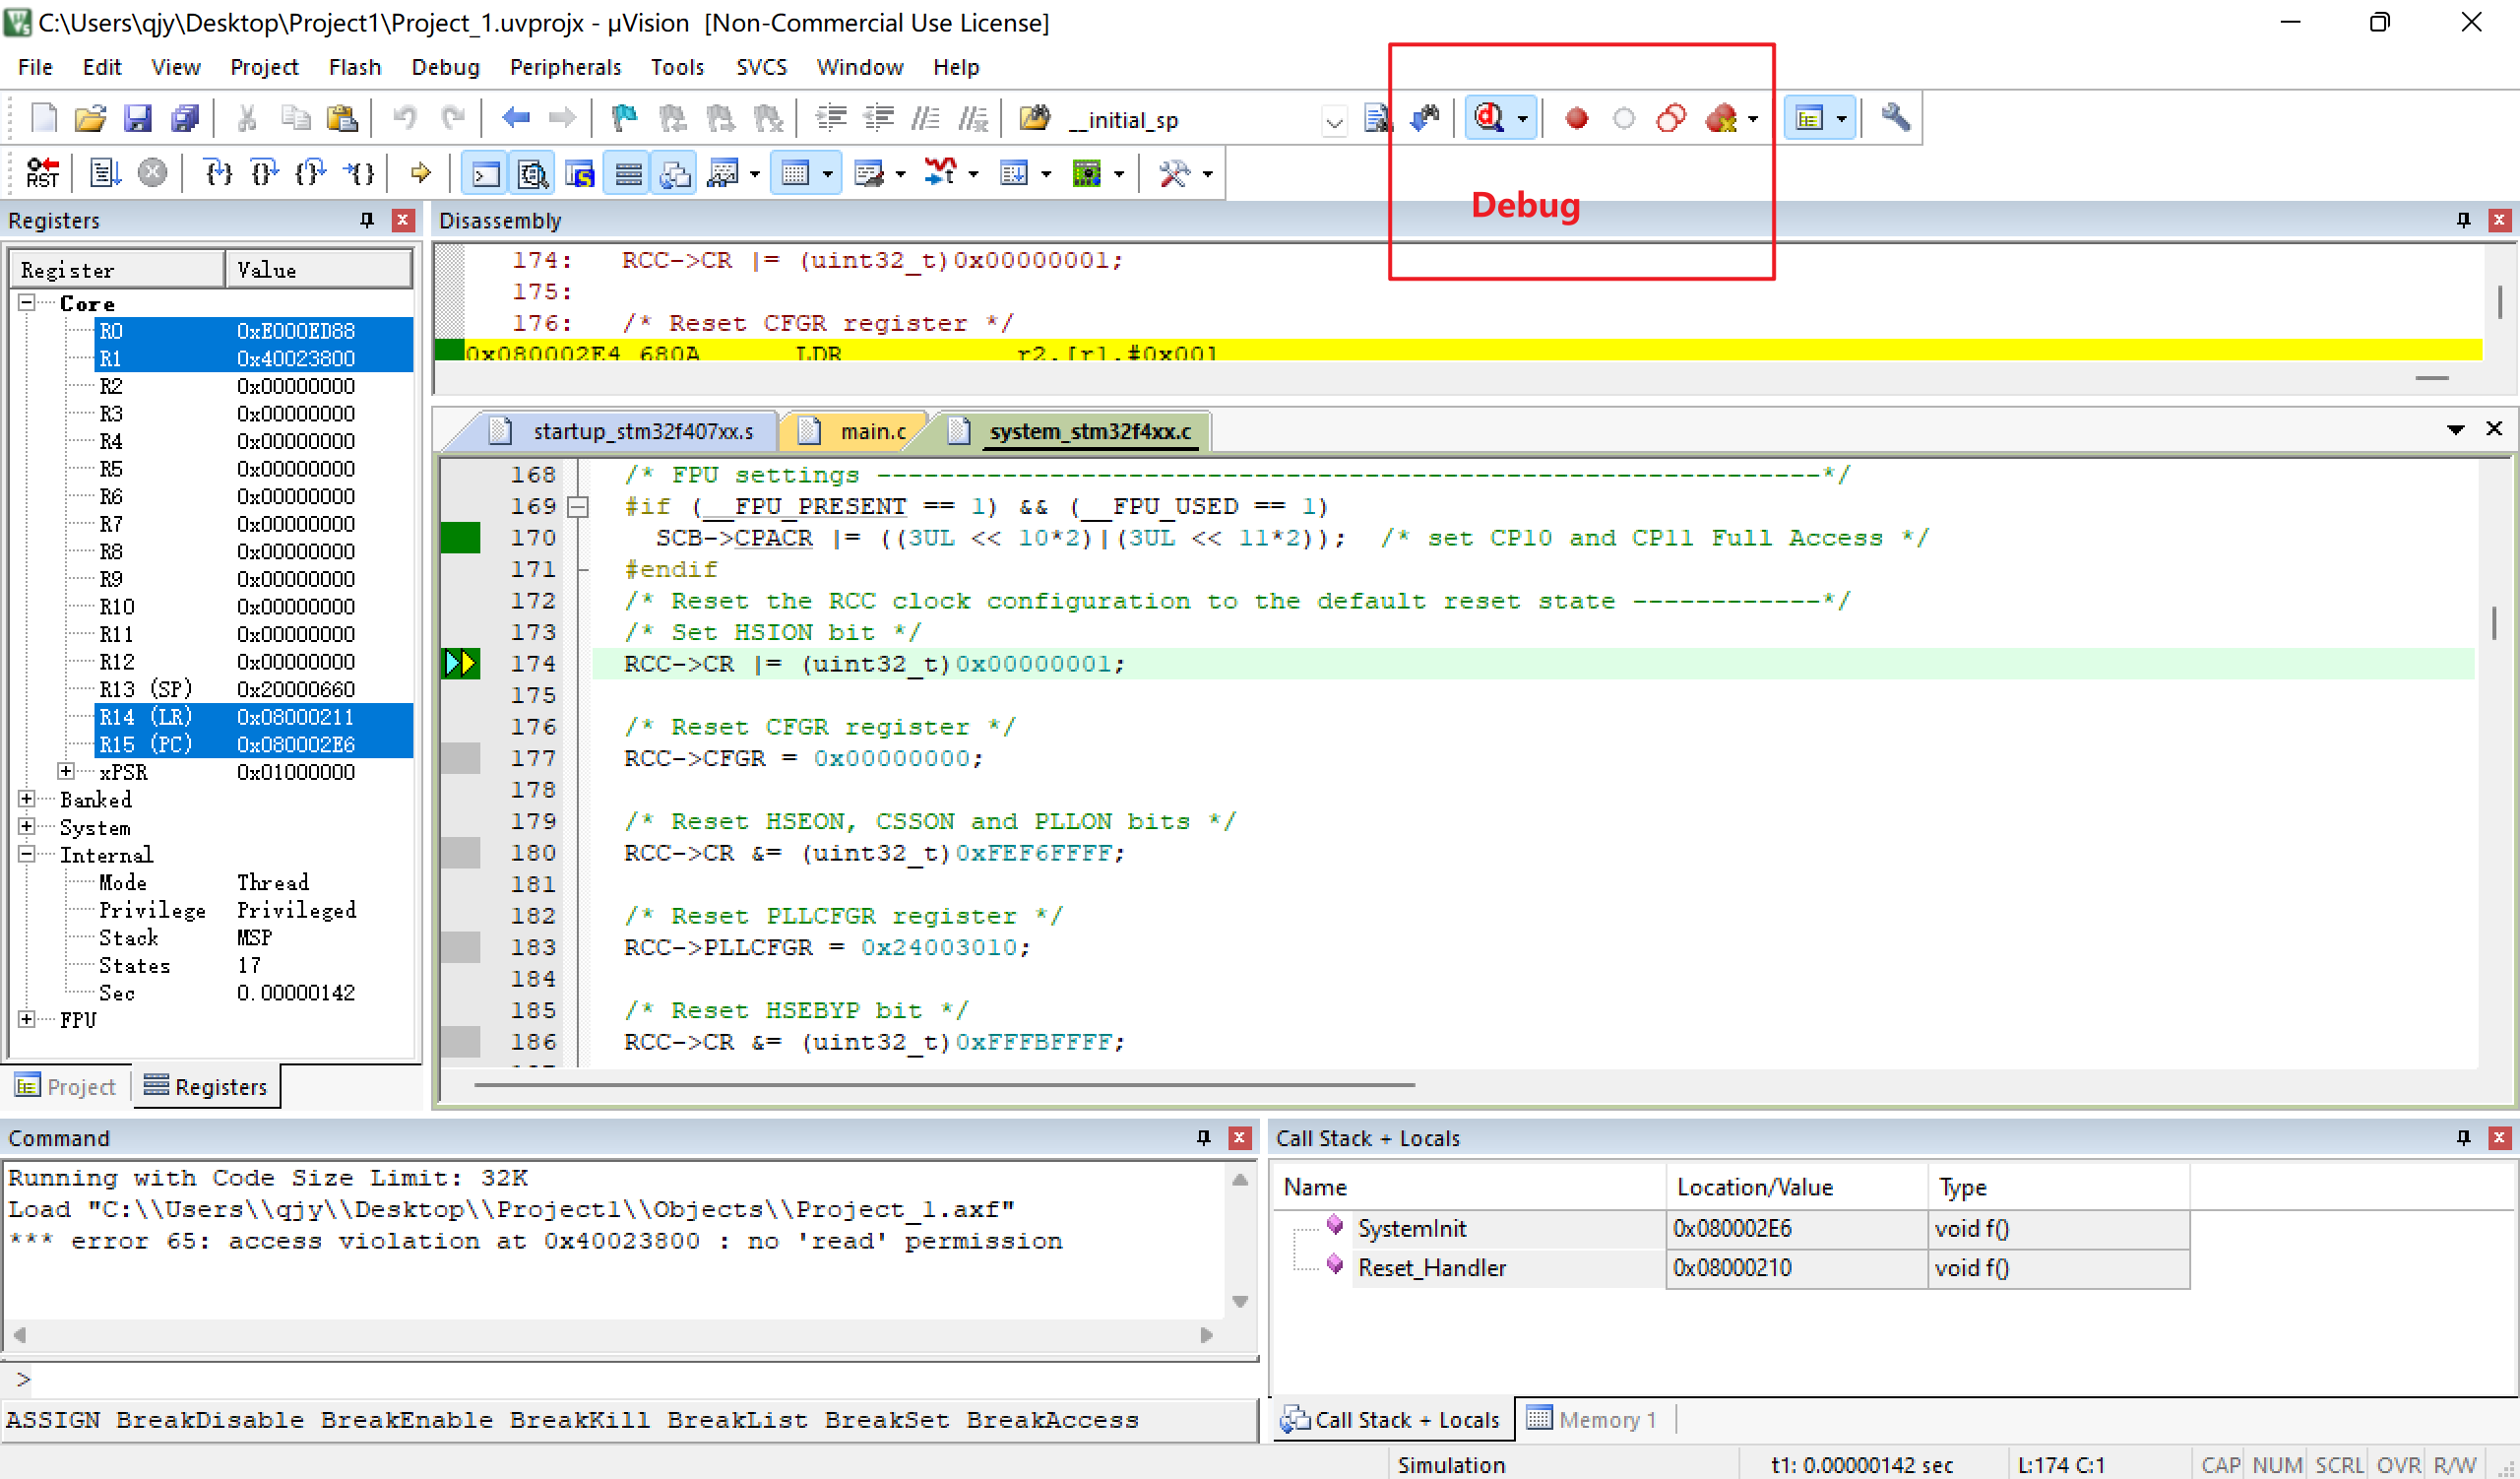 C:\Users\qjy\Desktop\Project1\Project_1.uvprojx - µVision  [Non-Commercial Use License]
File Edit View Project Flash Debug Peripherals Tools SVCS Window Help
__initial_sp
RST
Debug
Registers
Register Value
Core
R0 0xE000ED88
R1 0x40023800
R2 0x00000000
R3 0x00000000
R4 0x00000000
R5 0x00000000
R6 0x00000000
R7 0x00000000
R8 0x00000000
R9 0x00000000
R10 0x00000000
R11 0x00000000
R12 0x00000000
R13 (SP) 0x20000660
R14 (LR) 0x08000211
R15 (PC) 0x080002E6
xPSR 0x01000000
Banked
System
Internal
Mode Thread
Privilege Privileged
Stack MSP
States 17
Sec 0.00000142
FPU
Project Registers
Disassembly
174: RCC->CR |= (uint32_t)0x00000001;
175:
176: /* Reset CFGR register */
0x080002E4 680A LDR r2,[r1,#0x00]
startup_stm32f407xx.s main.c system_stm32f4xx.c
168 /* FPU settings ------------------------------------------------------------*/
169 #if (__FPU_PRESENT == 1) && (__FPU_USED == 1)
170 SCB->CPACR |= ((3UL << 10*2)|(3UL << 11*2)); /* set CP10 and CP11 Full Access */
171 #endif
172 /* Reset the RCC clock configuration to the default reset state ------------*/
173 /* Set HSION bit */
174 RCC->CR |= (uint32_t)0x00000001;
175
176 /* Reset CFGR register */
177 RCC->CFGR = 0x00000000;
178
179 /* Reset HSEON, CSSON and PLLON bits */
180 RCC->CR &= (uint32_t)0xFEF6FFFF;
181
182 /* Reset PLLCFGR register */
183 RCC->PLLCFGR = 0x24003010;
184
185 /* Reset HSEBYP bit */
186 RCC->CR &= (uint32_t)0xFFFBFFFF;
Command
Running with Code Size Limit: 32K
Load "C:\\Users\\qjy\\Desktop\\Project1\\Objects\\Project_1.axf"
*** error 65: access violation at 0x40023800 : no 'read' permission
>
ASSIGN BreakDisable BreakEnable BreakKill BreakList BreakSet BreakAccess
Call Stack + Locals
Name Location/Value Type
SystemInit 0x080002E6 void f()
Reset_Handler 0x08000210 void f()
Call Stack + Locals Memory 1
Simulation t1: 0.00000142 sec L:174 C:1 CAP NUM SCRL OVR R/W